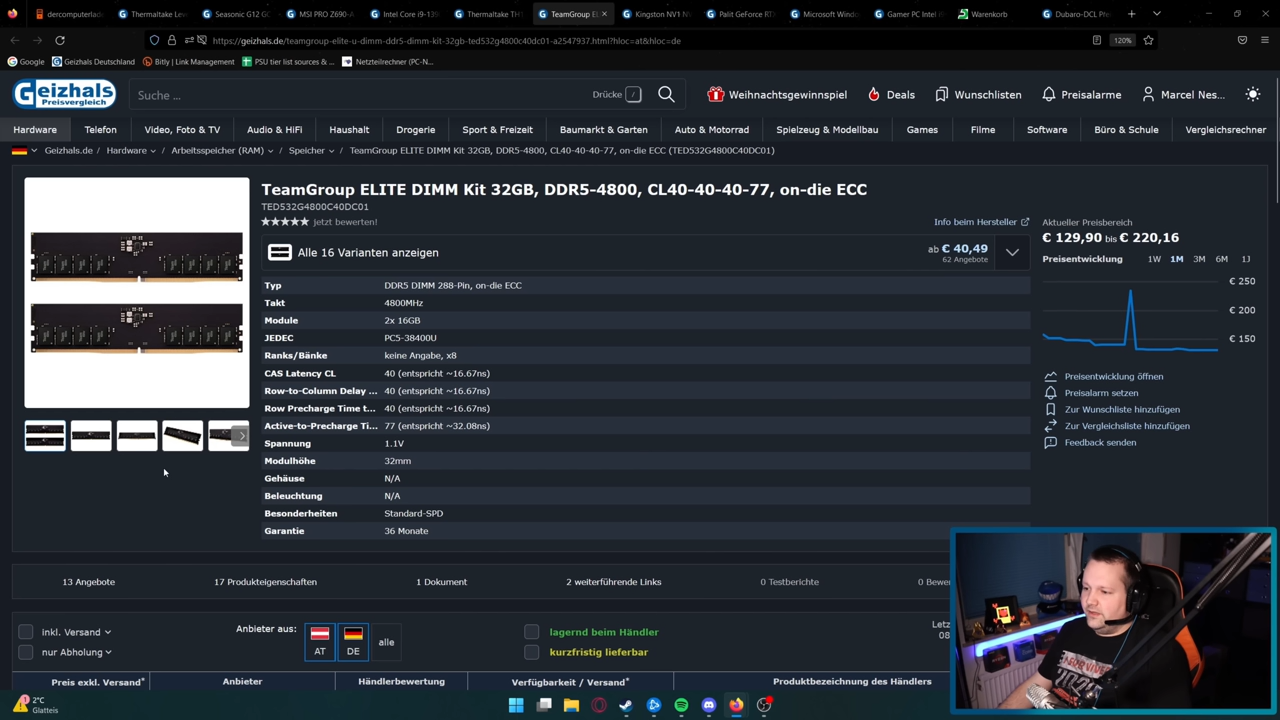 dercomputerlade
Thermaltake Lev
Seasonic G12 GC
MSI PRO Z690-A
Intel Core i9-139
Thermaltake TH1
TeamGroup EL
Kingston NV1 NV
Palit GeForce RT
Microsoft Windo
Gamer PC Intel i9
Warenkorb
Dubaro-DCL Prei
https://geizhals.de/teamgroup-elite-u-dimm-ddr5-dimm-kit-32gb-ted532g4800c40dc01-a2547937.html?hloc=at&hloc=de
120%
Google
Geizhals Deutschland
Bitly | Link Management
PSU tier list sources & ...
Netzteilrechner (PC-N...
Geizhals
Preisvergleich
Suche ...
Drücke /
Weihnachtsgewinnspiel
Deals
Wunschlisten
Preisalarme
Marcel Nes...
Hardware
Telefon
Video, Foto & TV
Audio & HiFi
Haushalt
Drogerie
Sport & Freizeit
Baumarkt & Garten
Auto & Motorrad
Spielzeug & Modellbau
Games
Filme
Software
Büro & Schule
Vergleichsrechner
Geizhals.de / Hardware / Arbeitsspeicher (RAM) / Speicher / TeamGroup ELITE DIMM Kit 32GB, DDR5-4800, CL40-40-40-77, on-die ECC (TED532G4800C40DC01)
TeamGroup ELITE DIMM Kit 32GB, DDR5-4800, CL40-40-40-77, on-die ECC
TED532G4800C40DC01
jetzt bewerten!
Info beim Hersteller
Alle 16 Varianten anzeigen
ab € 40,49
62 Angebote
Typ DDR5 DIMM 288-Pin, on-die ECC
Takt 4800MHz
Module 2x 16GB
JEDEC PC5-38400U
Ranks/Bänke keine Angabe, x8
CAS Latency CL 40 (entspricht ~16.67ns)
Row-to-Column Delay ... 40 (entspricht ~16.67ns)
Row Precharge Time t... 40 (entspricht ~16.67ns)
Active-to-Precharge Ti... 77 (entspricht ~32.08ns)
Spannung 1.1V
Modulhöhe 32mm
Gehäuse N/A
Beleuchtung N/A
Besonderheiten Standard-SPD
Garantie 36 Monate
Aktueller Preisbereich
€ 129,90 bis € 220,16
Preisentwicklung 1W 1M 3M 6M 1J
€ 250
€ 200
€ 150
Preisentwicklung öffnen
Preisalarm setzen
Zur Wunschliste hinzufügen
Zur Vergleichsliste hinzufügen
Feedback senden
13 Angebote
17 Produkteigenschaften
1 Dokument
2 weiterführende Links
0 Testberichte
0 Bewer
inkl. Versand
nur Abholung
Anbieter aus:
AT
DE
alle
lagernd beim Händler
kurzfristig lieferbar
Letz
08
Preis exkl. Versand*
Anbieter
Händlerbewertung
Verfügbarkeit / Versand*
Produktbezeichnung des Händlers
2°C
Glatteis